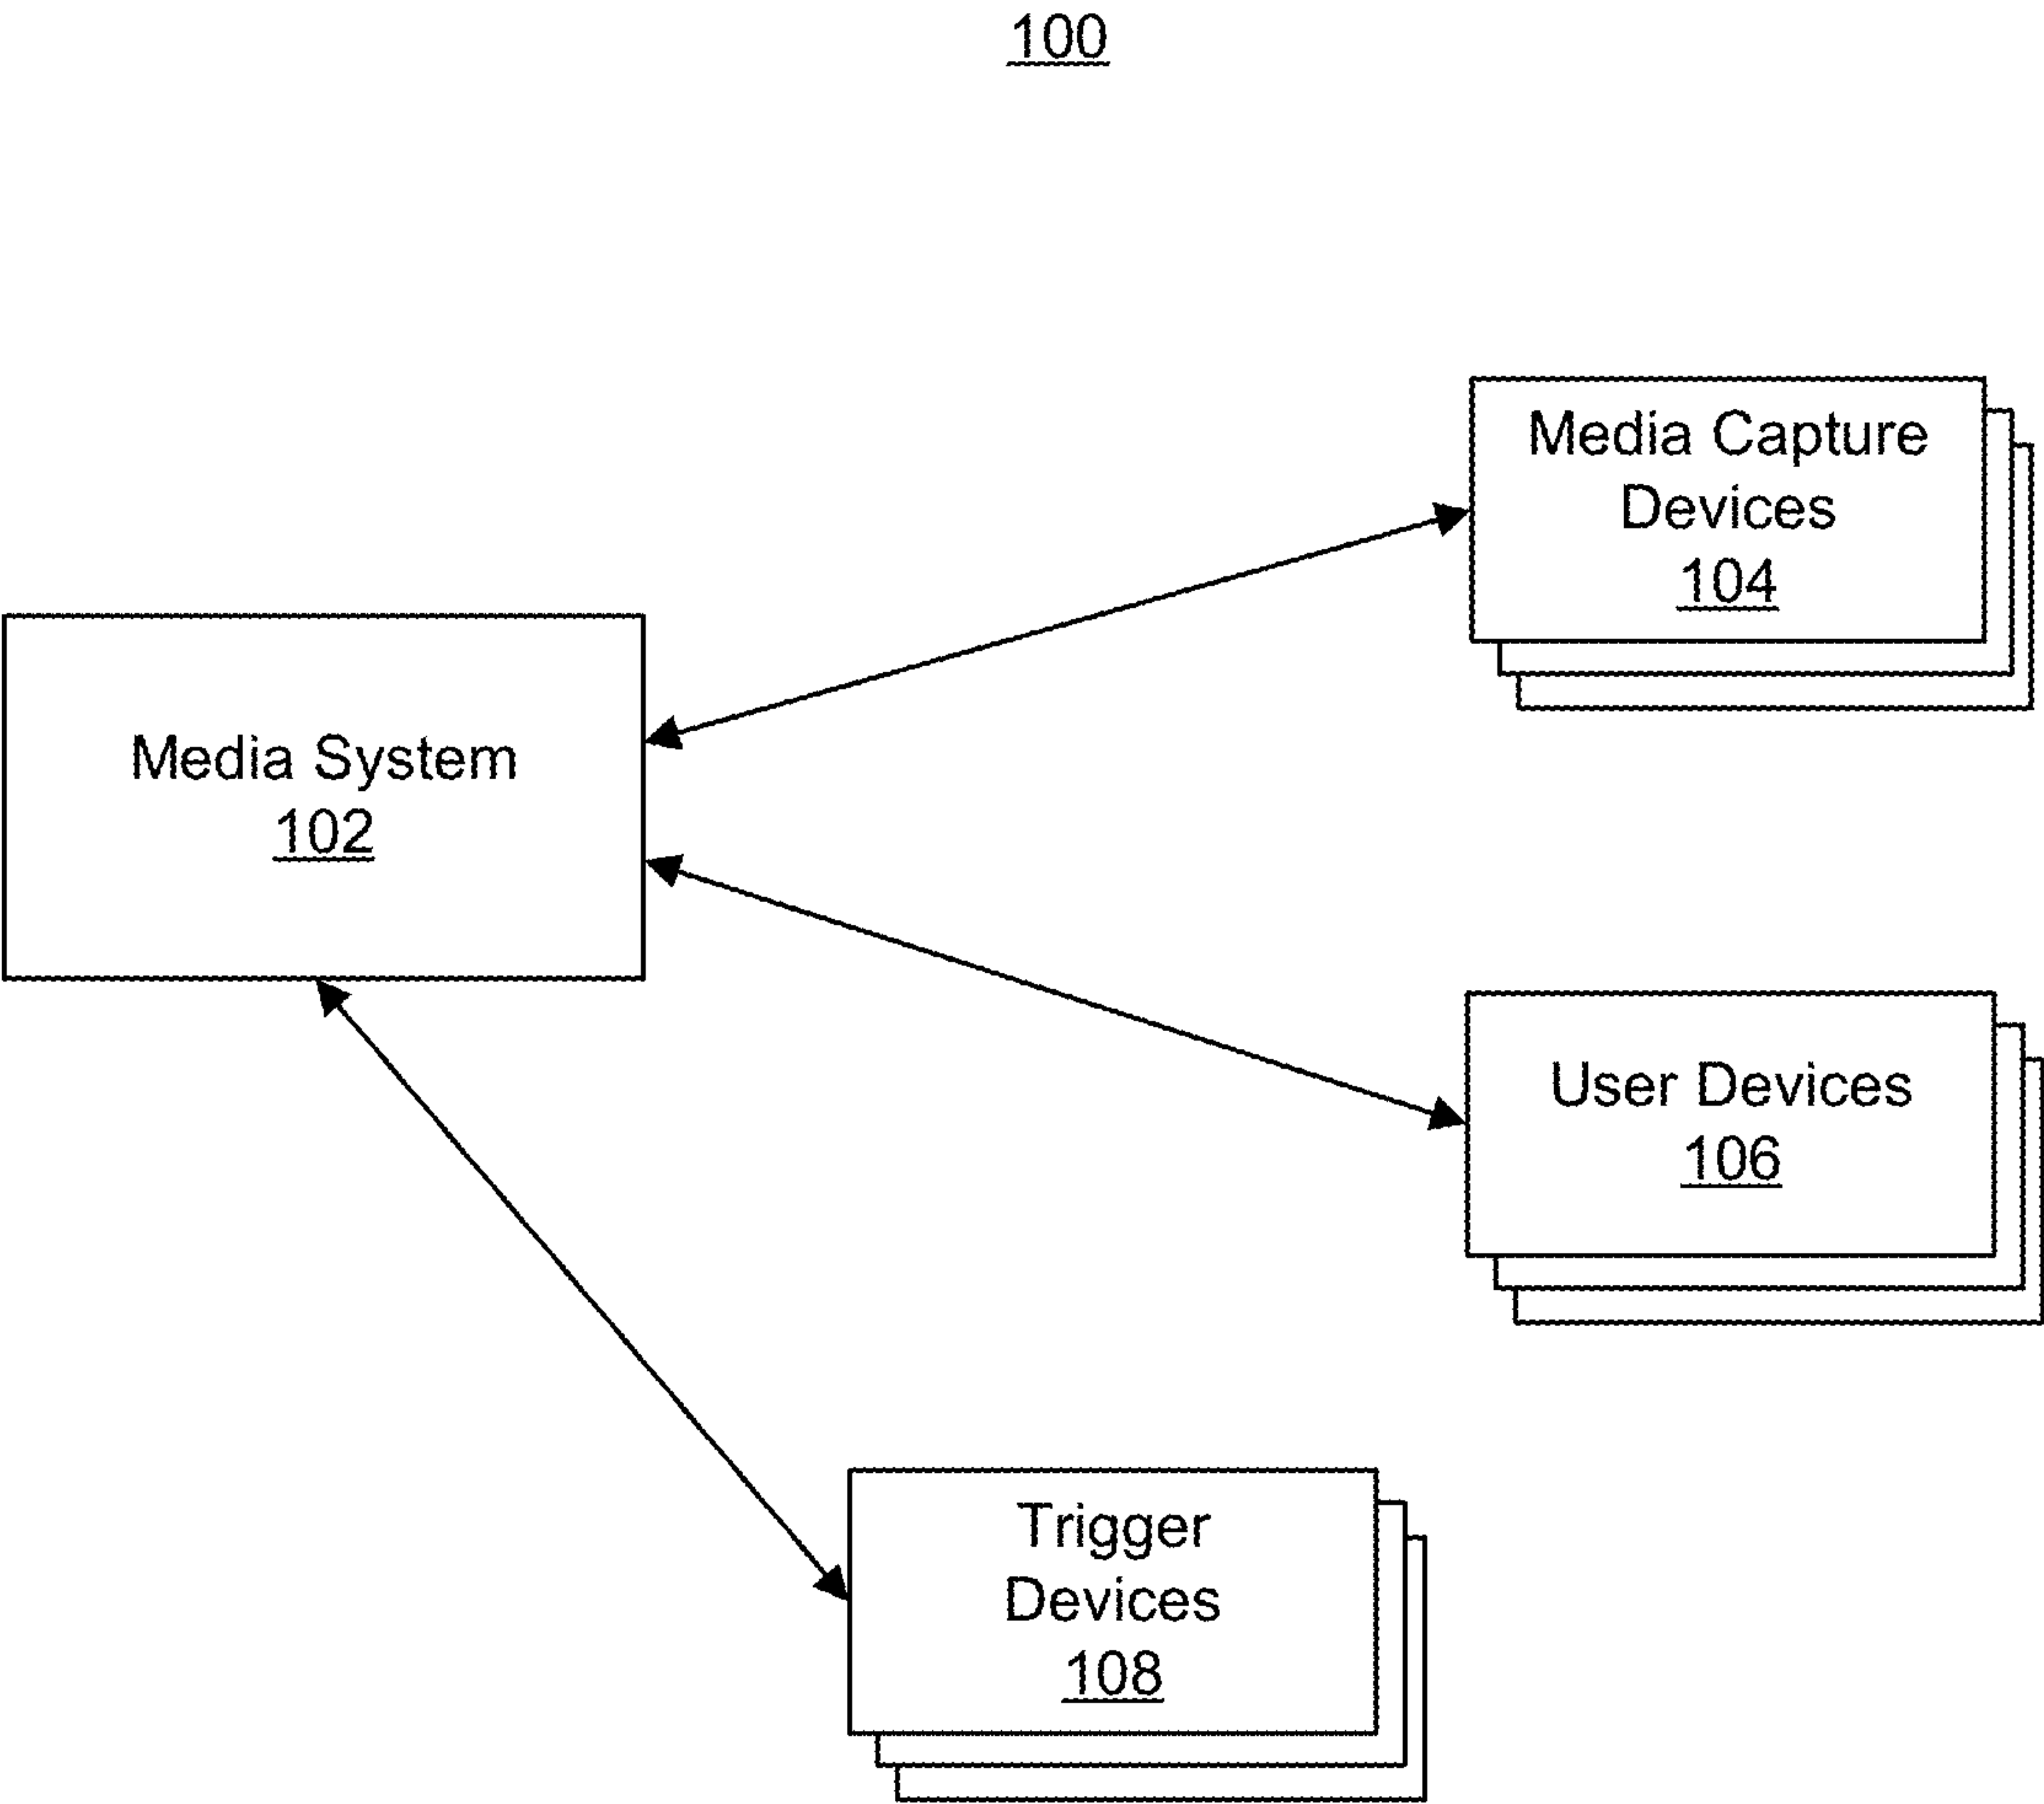 100
Media Capture
Devices
104
Media System
102
User Devices
106
Trigger
Devices
108